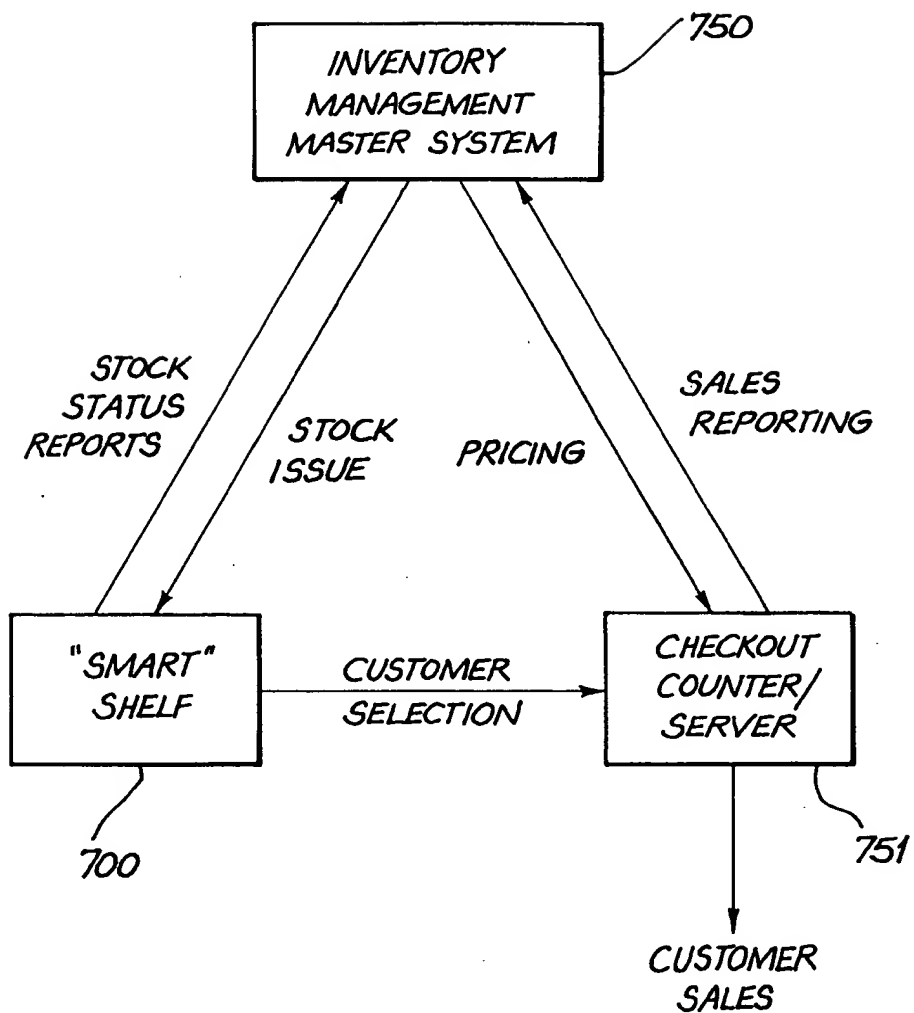 750
INVENTORY
MANAGEMENT
MASTER SYSTEM
STOCK
STATUS
REPORTS
STOCK
ISSUE
PRICING
SALES
REPORTING
"SMART"
SHELF
CUSTOMER
SELECTION
CHECKOUT
COUNTER/
SERVER
700
751
CUSTOMER
SALES